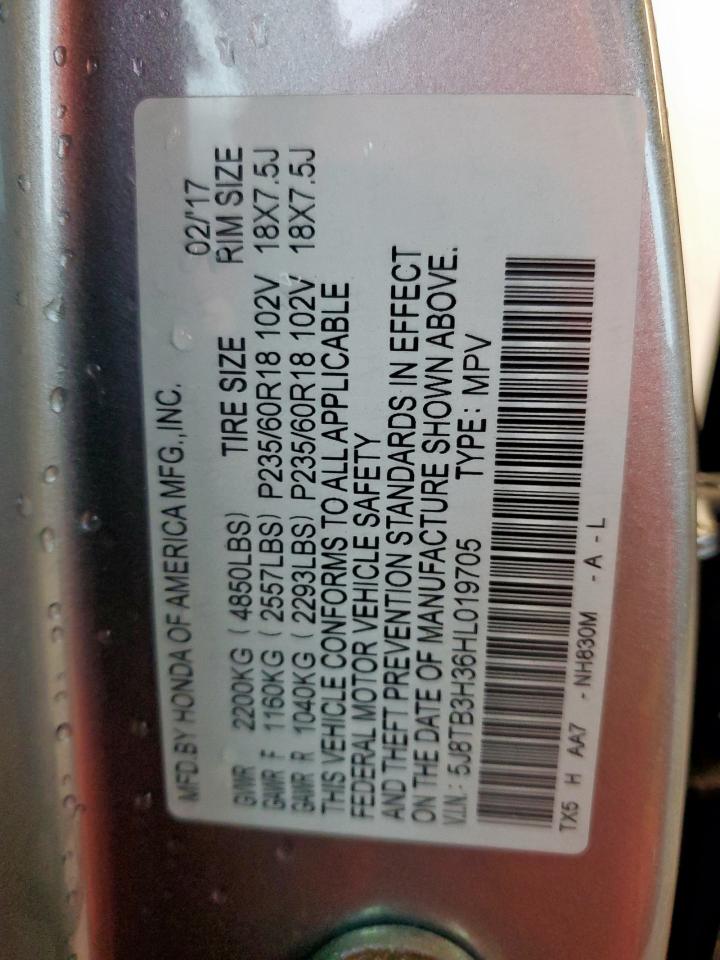 MFD.BY HONDA OF AMERICA MFG.,INC. 02/'17
TIRE SIZE RIM SIZE
GVWR 2200KG ( 4850LBS)
GAWR F 1160KG ( 2557LBS) P235/60R18 102V 18X7.5J
GAWR R 1040KG ( 2293LBS) P235/60R18 102V 18X7.5J
THIS VEHICLE CONFORMS TO ALL APPLICABLE
FEDERAL MOTOR VEHICLE SAFETY
AND THEFT PREVENTION STANDARDS IN EFFECT
ON THE DATE OF MANUFACTURE SHOWN ABOVE.
V.I.N.: 5J8TB3H36HL019705 TYPE: MPV
TX5 H AA7 - NH830M - A - L